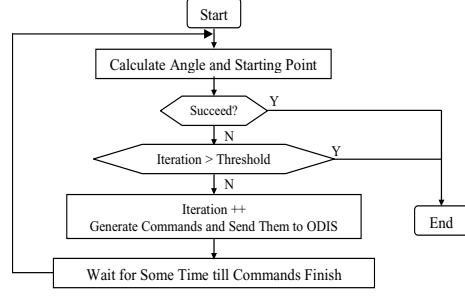 Start
Calculate Angle and Starting Point
Succeed?
Y
N
Iteration > Threshold
Y
N
Iteration ++
Generate Commands and Send Them to ODIS
End
Wait for Some Time till Commands Finish